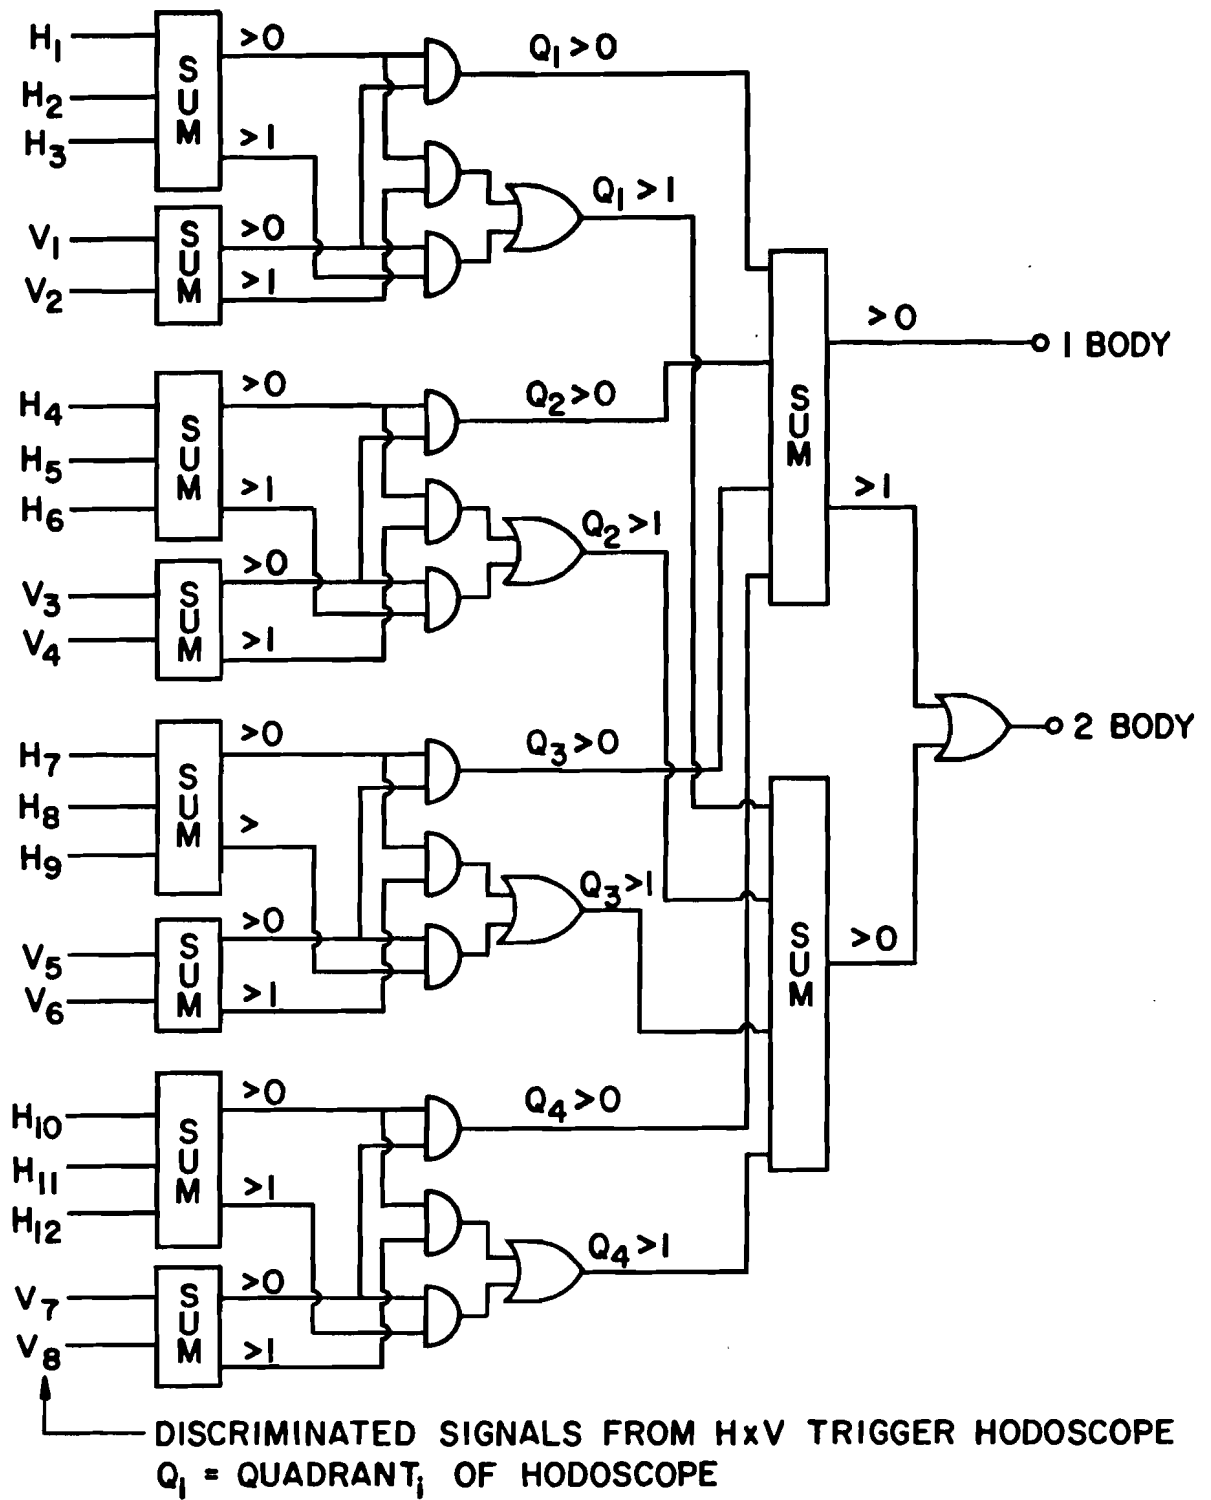 H1
H2
H3
SUM
>0
>1
V1
V2
SUM
>0
>1
Q1>0
Q1>1
H4
H5
H6
SUM
>0
>1
V3
V4
SUM
>0
>1
Q2>0
Q2>1
H7
H8
H9
SUM
>0
>
V5
V6
SUM
>0
>1
Q3>0
Q3>1
H10
H11
H12
SUM
>0
>1
V7
V8
SUM
>0
>1
Q4>0
Q4>1
SUM
>0
1 BODY
>1
SUM
>0
2 BODY
DISCRIMINATED SIGNALS FROM HxV TRIGGER HODOSCOPE
Qi = QUADRANTi OF HODOSCOPE